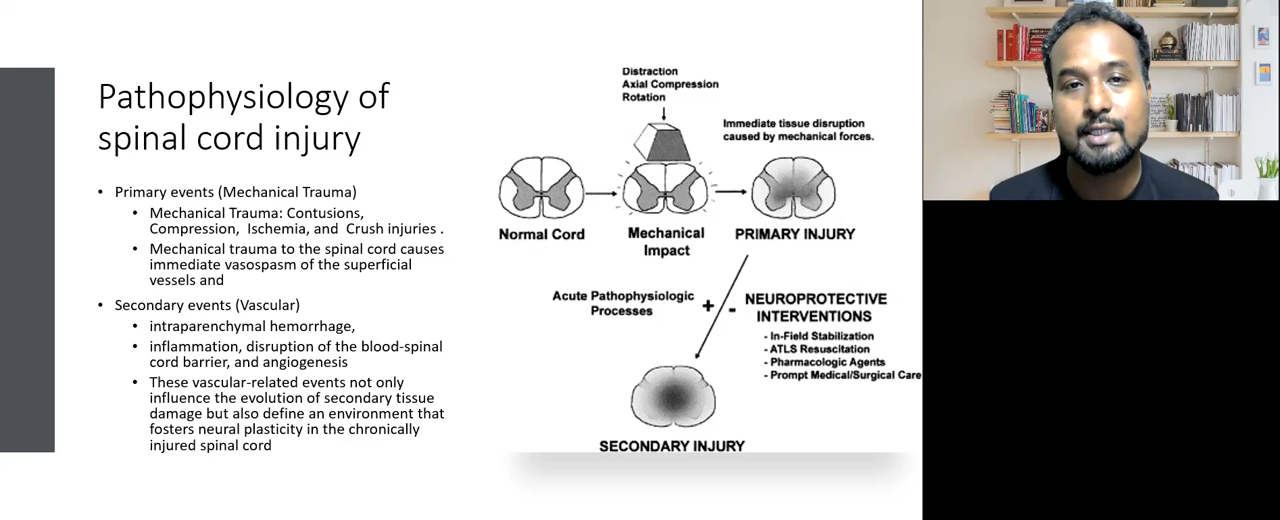 Pathophysiology of
spinal cord injury
• Primary events (Mechanical Trauma)
• Mechanical Trauma: Contusions,
Compression, Ischemia, and Crush injuries .
• Mechanical trauma to the spinal cord causes
immediate vasospasm of the superficial
vessels and
• Secondary events (Vascular)
• intraparenchymal hemorrhage,
• inflammation, disruption of the blood-spinal
cord barrier, and angiogenesis
• These vascular-related events not only
influence the evolution of secondary tissue
damage but also define an environment that
fosters neural plasticity in the chronically
injured spinal cord
Distraction
Axial Compression
Rotation
Immediate tissue disruption
caused by mechanical forces.
Normal Cord
Mechanical
Impact
PRIMARY INJURY
Acute Pathophysiologic
Processes
+
-
NEUROPROTECTIVE
INTERVENTIONS
- In-Field Stabilization
- ATLS Resuscitation
- Pharmacologic Agents
- Prompt Medical/Surgical Care
SECONDARY INJURY